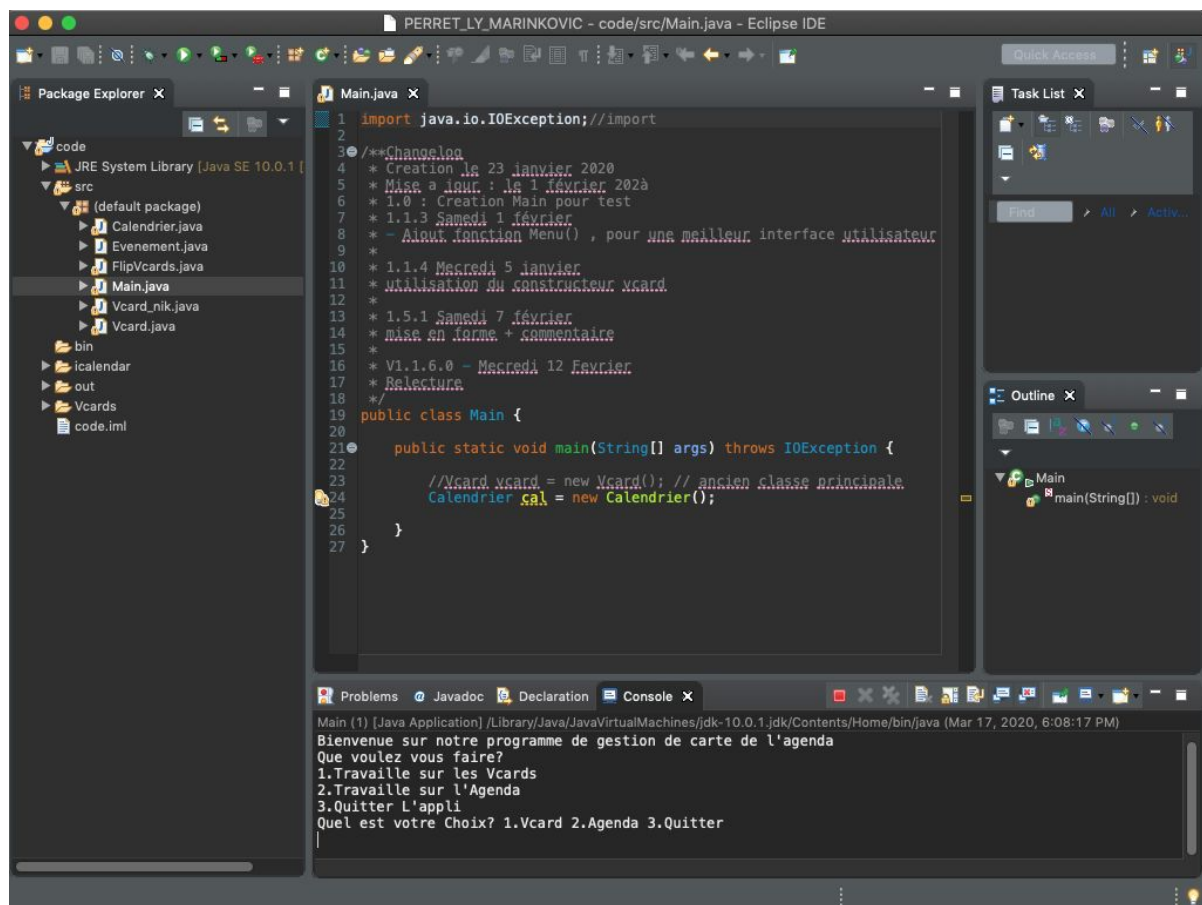 PERRET_LY_MARINKOVIC - code/src/Main.java - Eclipse IDE
Quick Access
Package Explorer
code
JRE System Library [Java SE 10.0.1 [
src
(default package)
Calendrier.java
Evenement.java
FlipVcards.java
Main.java
Vcard_nik.java
Vcard.java
bin
icalendar
out
Vcards
code.iml
Main.java
1 import java.io.IOException;//import
2
3 /**Changelog
4 * Creation le 23 janvier 2020
5 * Mise a jour : le 1 février 202à
6 * 1.0 : Creation Main pour test
7 * 1.1.3 Samedi 1 février
8 * - Ajout fonction Menu() , pour une meilleur interface utilisateur
9 *
10 * 1.1.4 Mecredi 5 janvier
11 * utilisation du constructeur vcard
12 *
13 * 1.5.1 Samedi 7 février
14 * mise en forme + commentaire
15 *
16 * V1.1.6.0 - Mecredi 12 Fevrier
17 * Relecture
18 */
19 public class Main {
20
21 public static void main(String[] args) throws IOException {
22
23 //Vcard vcard = new Vcard(); // ancien classe principale
24 Calendrier cal = new Calendrier();
25
26 }
27 }
Task List
Find All Activ...
Outline
Main
main(String[]) : void
Problems Javadoc Declaration Console
Main (1) [Java Application] /Library/Java/JavaVirtualMachines/jdk-10.0.1.jdk/Contents/Home/bin/java (Mar 17, 2020, 6:08:17 PM)
Bienvenue sur notre programme de gestion de carte de l'agenda
Que voulez vous faire?
1.Travaille sur les Vcards
2.Travaille sur l'Agenda
3.Quitter L'appli
Quel est votre Choix? 1.Vcard 2.Agenda 3.Quitter